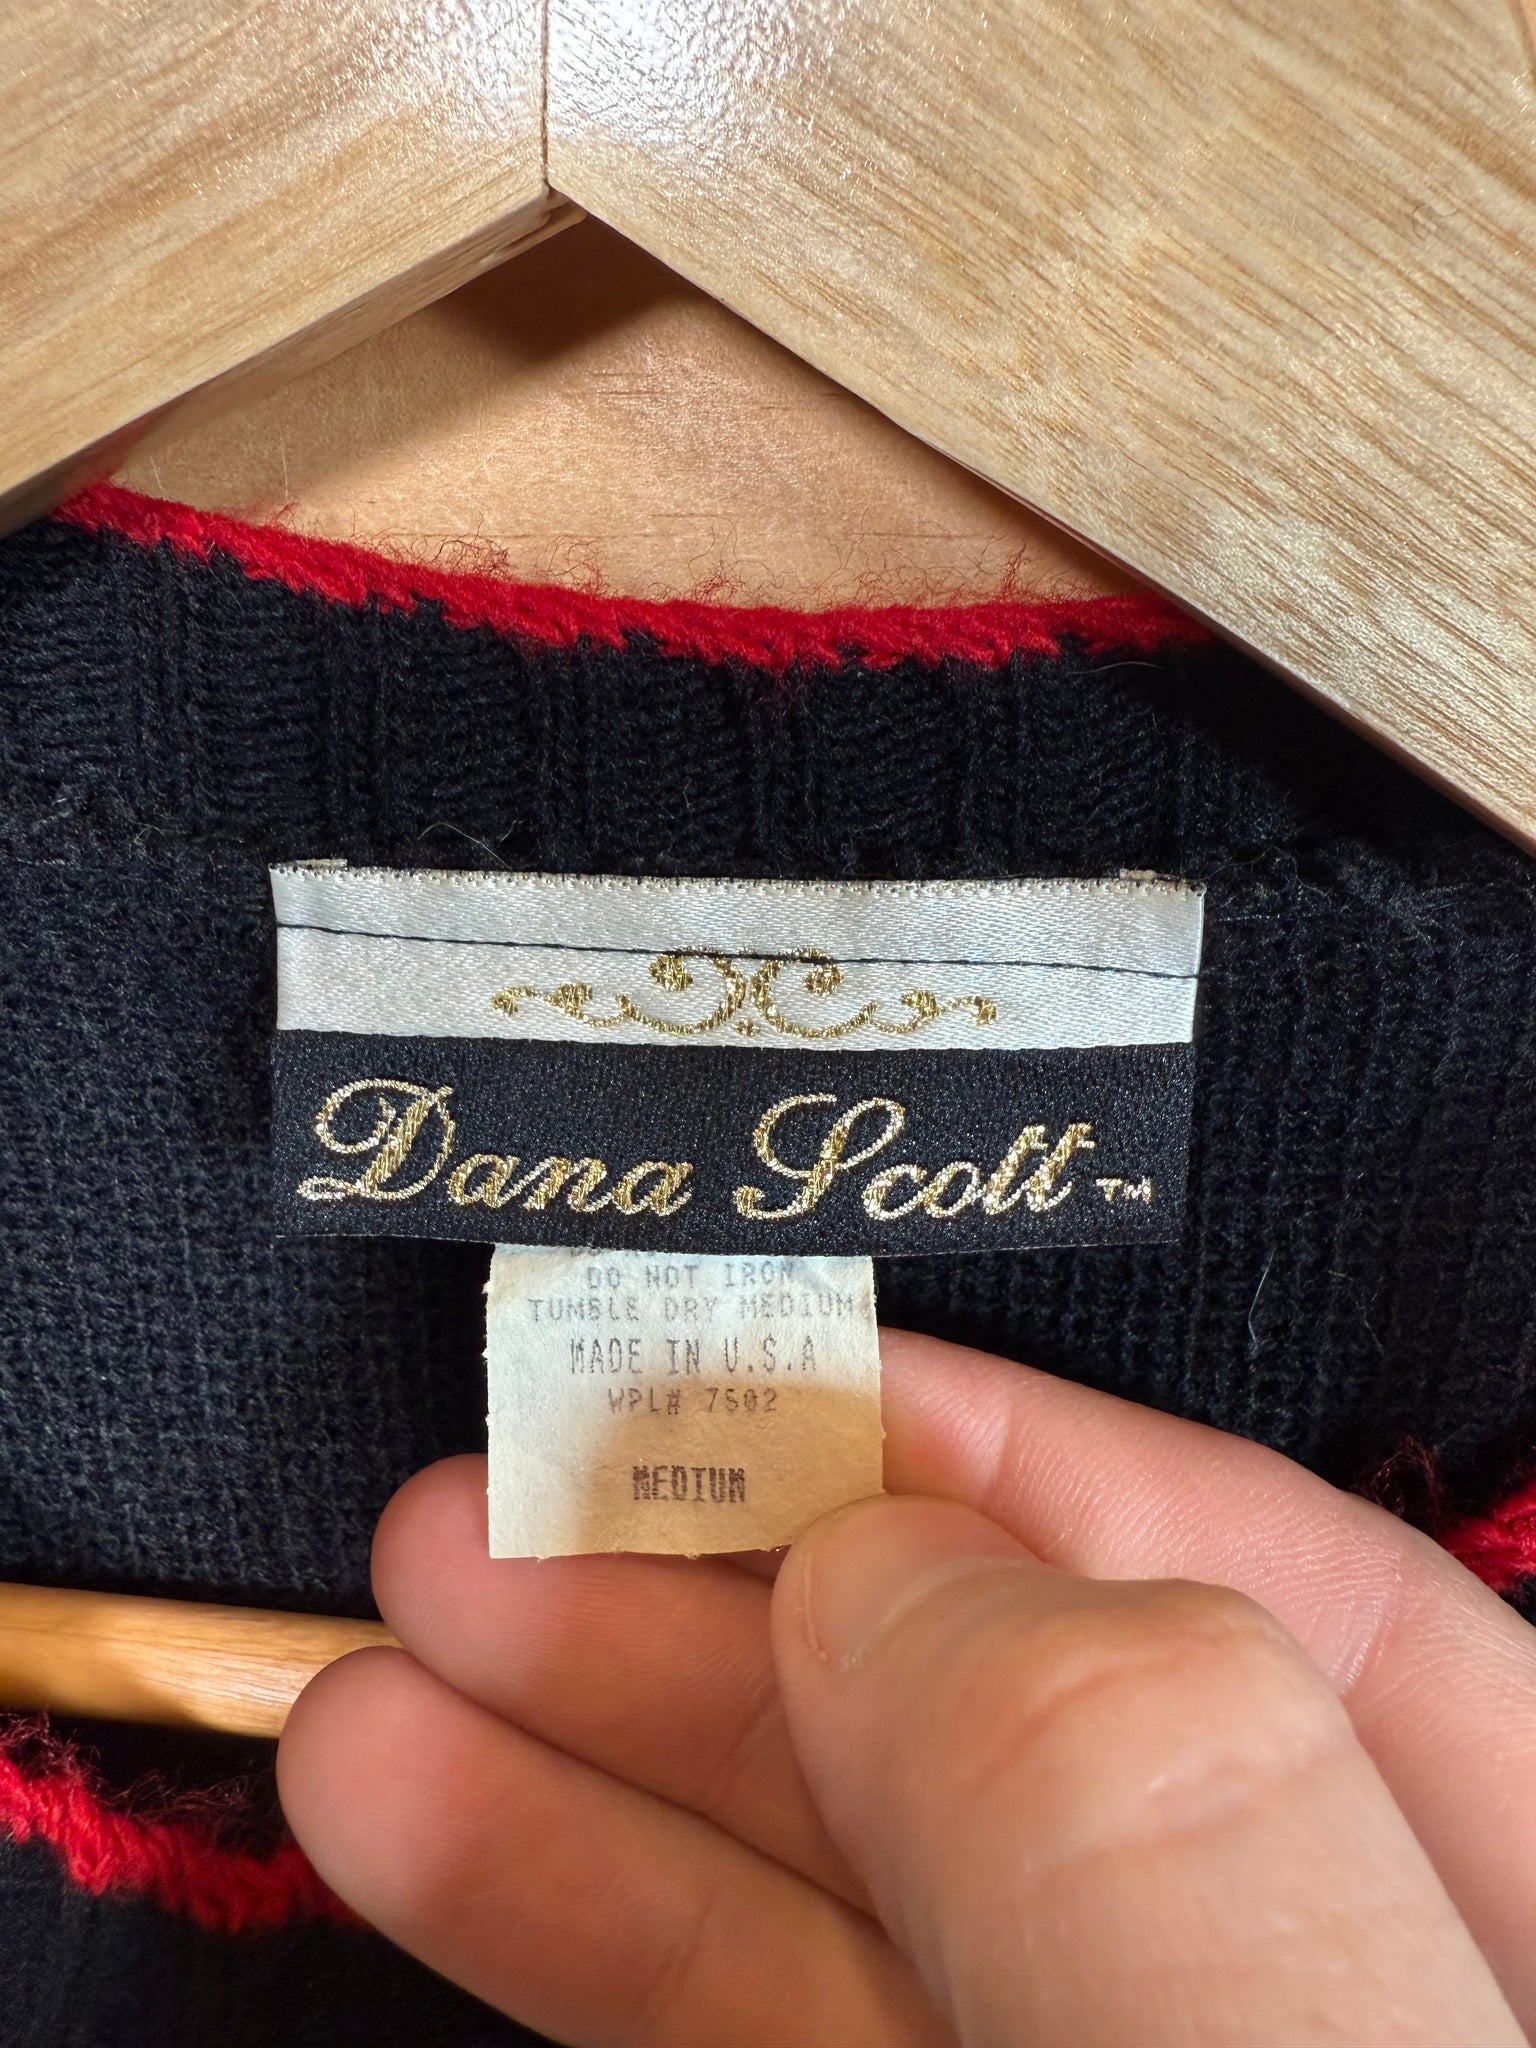 Dana Scott™
DO NOT IRON
TUMBLE DRY MEDIUM
MADE IN U.S.A
WPL# 7502
MEDIUM